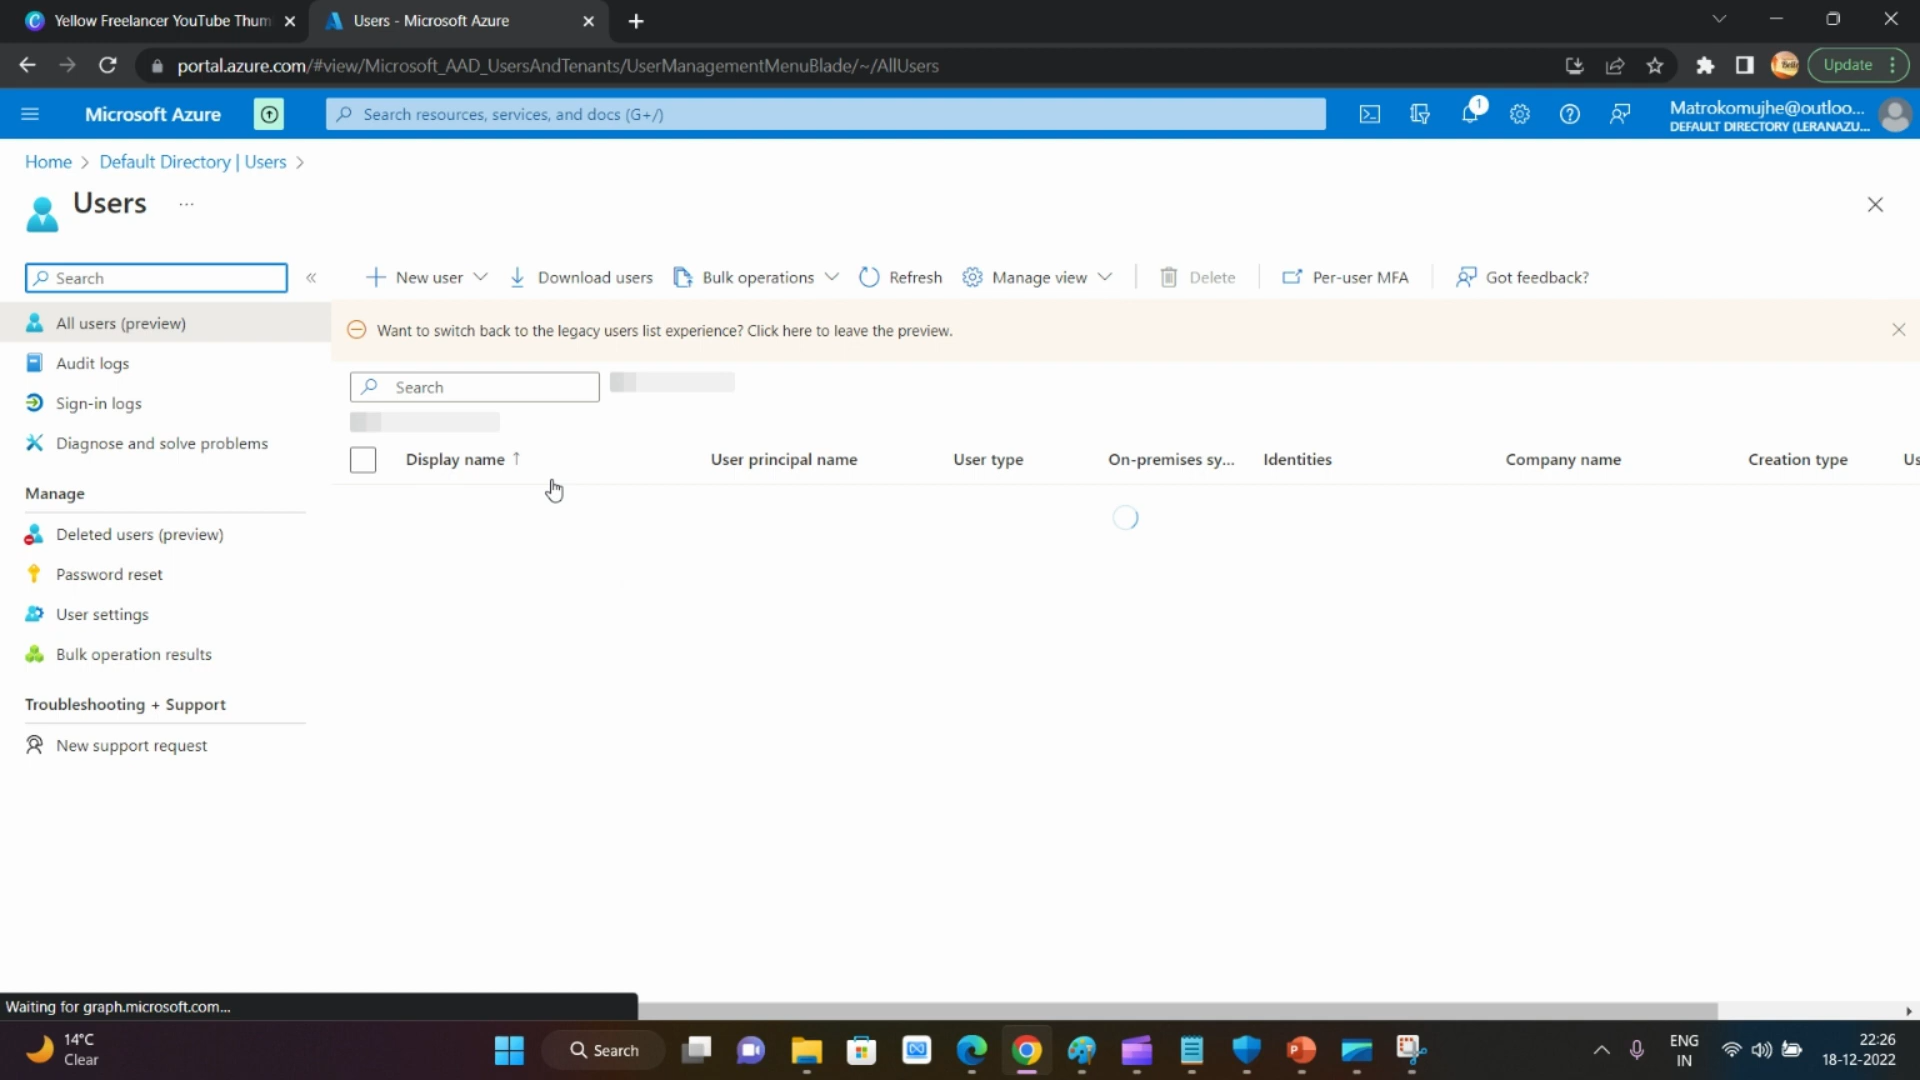 Yellow Freelancer YouTube Thum
Users - Microsoft Azure
portal.azure.com/#view/Microsoft_AAD_UsersAndTenants/UserManagementMenuBlade/~/AllUsers
Update
Microsoft Azure
Search resources, services, and docs (G+/)
1
Matrokomujhe@outloo...
DEFAULT DIRECTORY (LERANAZU...
Home > Default Directory | Users >
Users ...
Search
«
New user
Download users
Bulk operations
Refresh
Manage view
Delete
Per-user MFA
Got feedback?
All users (preview)
Want to switch back to the legacy users list experience? Click here to leave the preview.
Audit logs
Search
Sign-in logs
Diagnose and solve problems
Display name ↑
User principal name
User type
On-premises sy...
Identities
Company name
Creation type
Us
Manage
Deleted users (preview)
Password reset
User settings
Bulk operation results
Troubleshooting + Support
New support request
Waiting for graph.microsoft.com...
14°C
Clear
Search
ENG
IN
22:26
18-12-2022